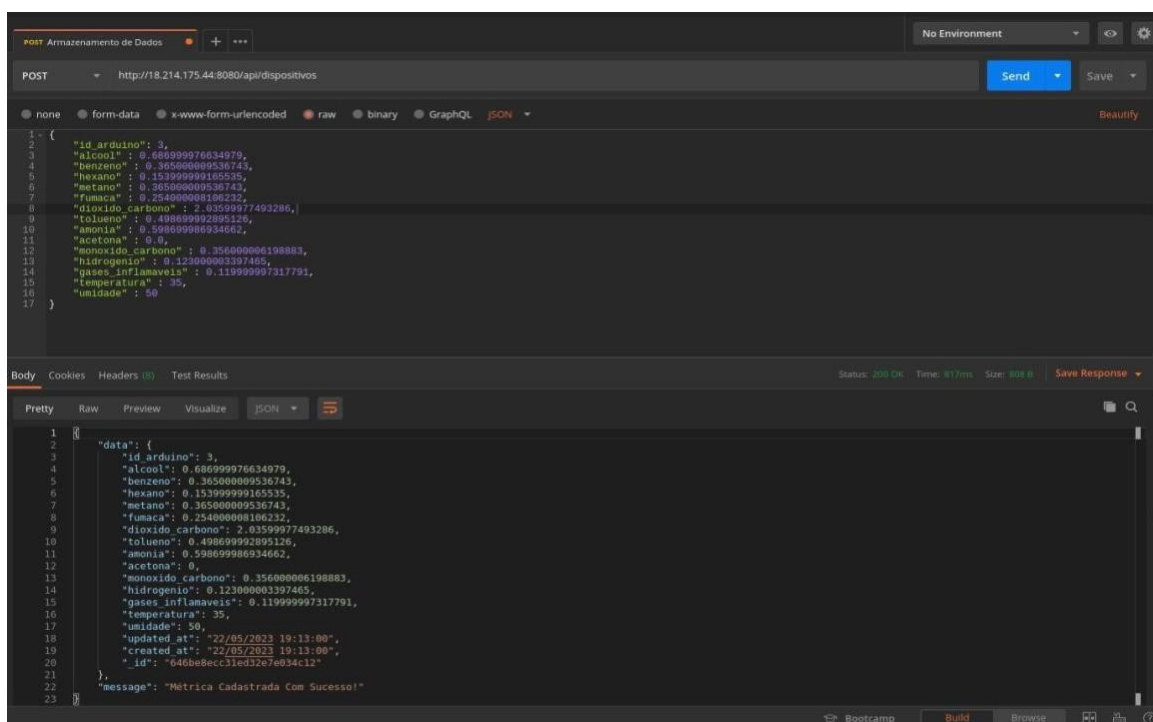 POST Armazenamento de Dados
No Environment
POST http://18.214.175.44:8080/api/dispositivos Send Save
none form-data x-www-form-urlencoded raw binary GraphQL JSON Beautify
1 {
2 "id_arduino": 3,
3 "alcool" : 0.686999976634979,
4 "benzeno" : 0.365000009536743,
5 "hexano" : 0.153999999165535,
6 "metano" : 0.365000009536743,
7 "fumaca" : 0.254000008106232,
8 "dioxido_carbono" : 2.03599977493286,
9 "tolueno" : 0.498699992895126,
10 "amonia" : 0.598699986934662,
11 "acetona" : 0.0,
12 "monoxido_carbono" : 0.356000006198883,
13 "hidrogenio" : 0.123000003397465,
14 "gases_inflamaveis" : 0.119999997317791,
15 "temperatura" : 35,
16 "umidade" : 50
17 }
Body Cookies Headers (8) Test Results Status: 200 OK Time: 817ms Size: 808 B Save Response
Pretty Raw Preview Visualize JSON
1 {
2 "data": {
3 "id_arduino": 3,
4 "alcool": 0.686999976634979,
5 "benzeno": 0.365000009536743,
6 "hexano": 0.153999999165535,
7 "metano": 0.365000009536743,
8 "fumaca": 0.254000008106232,
9 "dioxido_carbono": 2.03599977493286,
10 "tolueno": 0.498699992895126,
11 "amonia": 0.598699986934662,
12 "acetona": 0,
13 "monoxido_carbono": 0.356000006198883,
14 "hidrogenio": 0.123000003397465,
15 "gases_inflamaveis": 0.119999997317791,
16 "temperatura": 35,
17 "umidade": 50,
18 "updated_at": "22/05/2023 19:13:00",
19 "created_at": "22/05/2023 19:13:00",
20 "_id": "646be8ecc31ed32e7e034c12"
21 },
22 "message": "Métrica Cadastrada Com Sucesso!"
23 }
Bootcamp Build Browse